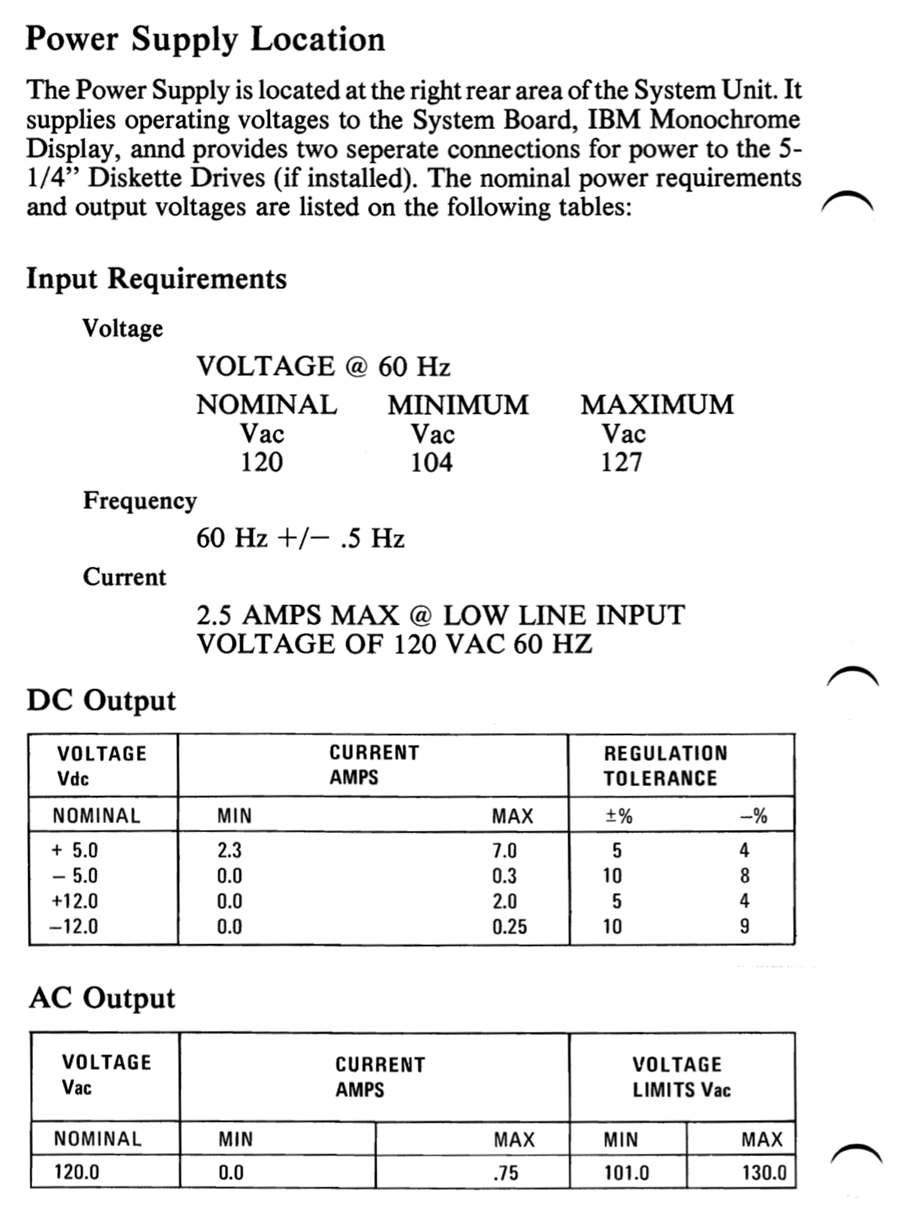 Power Supply Location
The Power Supply is located at the right rear area of the System Unit. It
supplies operating voltages to the System Board, IBM Monochrome
Display, annd provides two seperate connections for power to the 5-
1/4” Diskette Drives (if installed). The nominal power requirements
and output voltages are listed on the following tables:
Input Requirements
Voltage
VOLTAGE @ 60 Hz
NOMINAL MINIMUM MAXIMUM
Vac Vac Vac
120 104 127
Frequency
60 Hz +/− .5 Hz
Current
2.5 AMPS MAX @ LOW LINE INPUT
VOLTAGE OF 120 VAC 60 HZ
DC Output
VOLTAGE CURRENT REGULATION
Vdc AMPS TOLERANCE
NOMINAL MIN MAX ±% −%
+ 5.0 2.3 7.0 5 4
− 5.0 0.0 0.3 10 8
+12.0 0.0 2.0 5 4
−12.0 0.0 0.25 10 9
AC Output
VOLTAGE CURRENT VOLTAGE
Vac AMPS LIMITS Vac
NOMINAL MIN MAX MIN MAX
120.0 0.0 .75 101.0 130.0